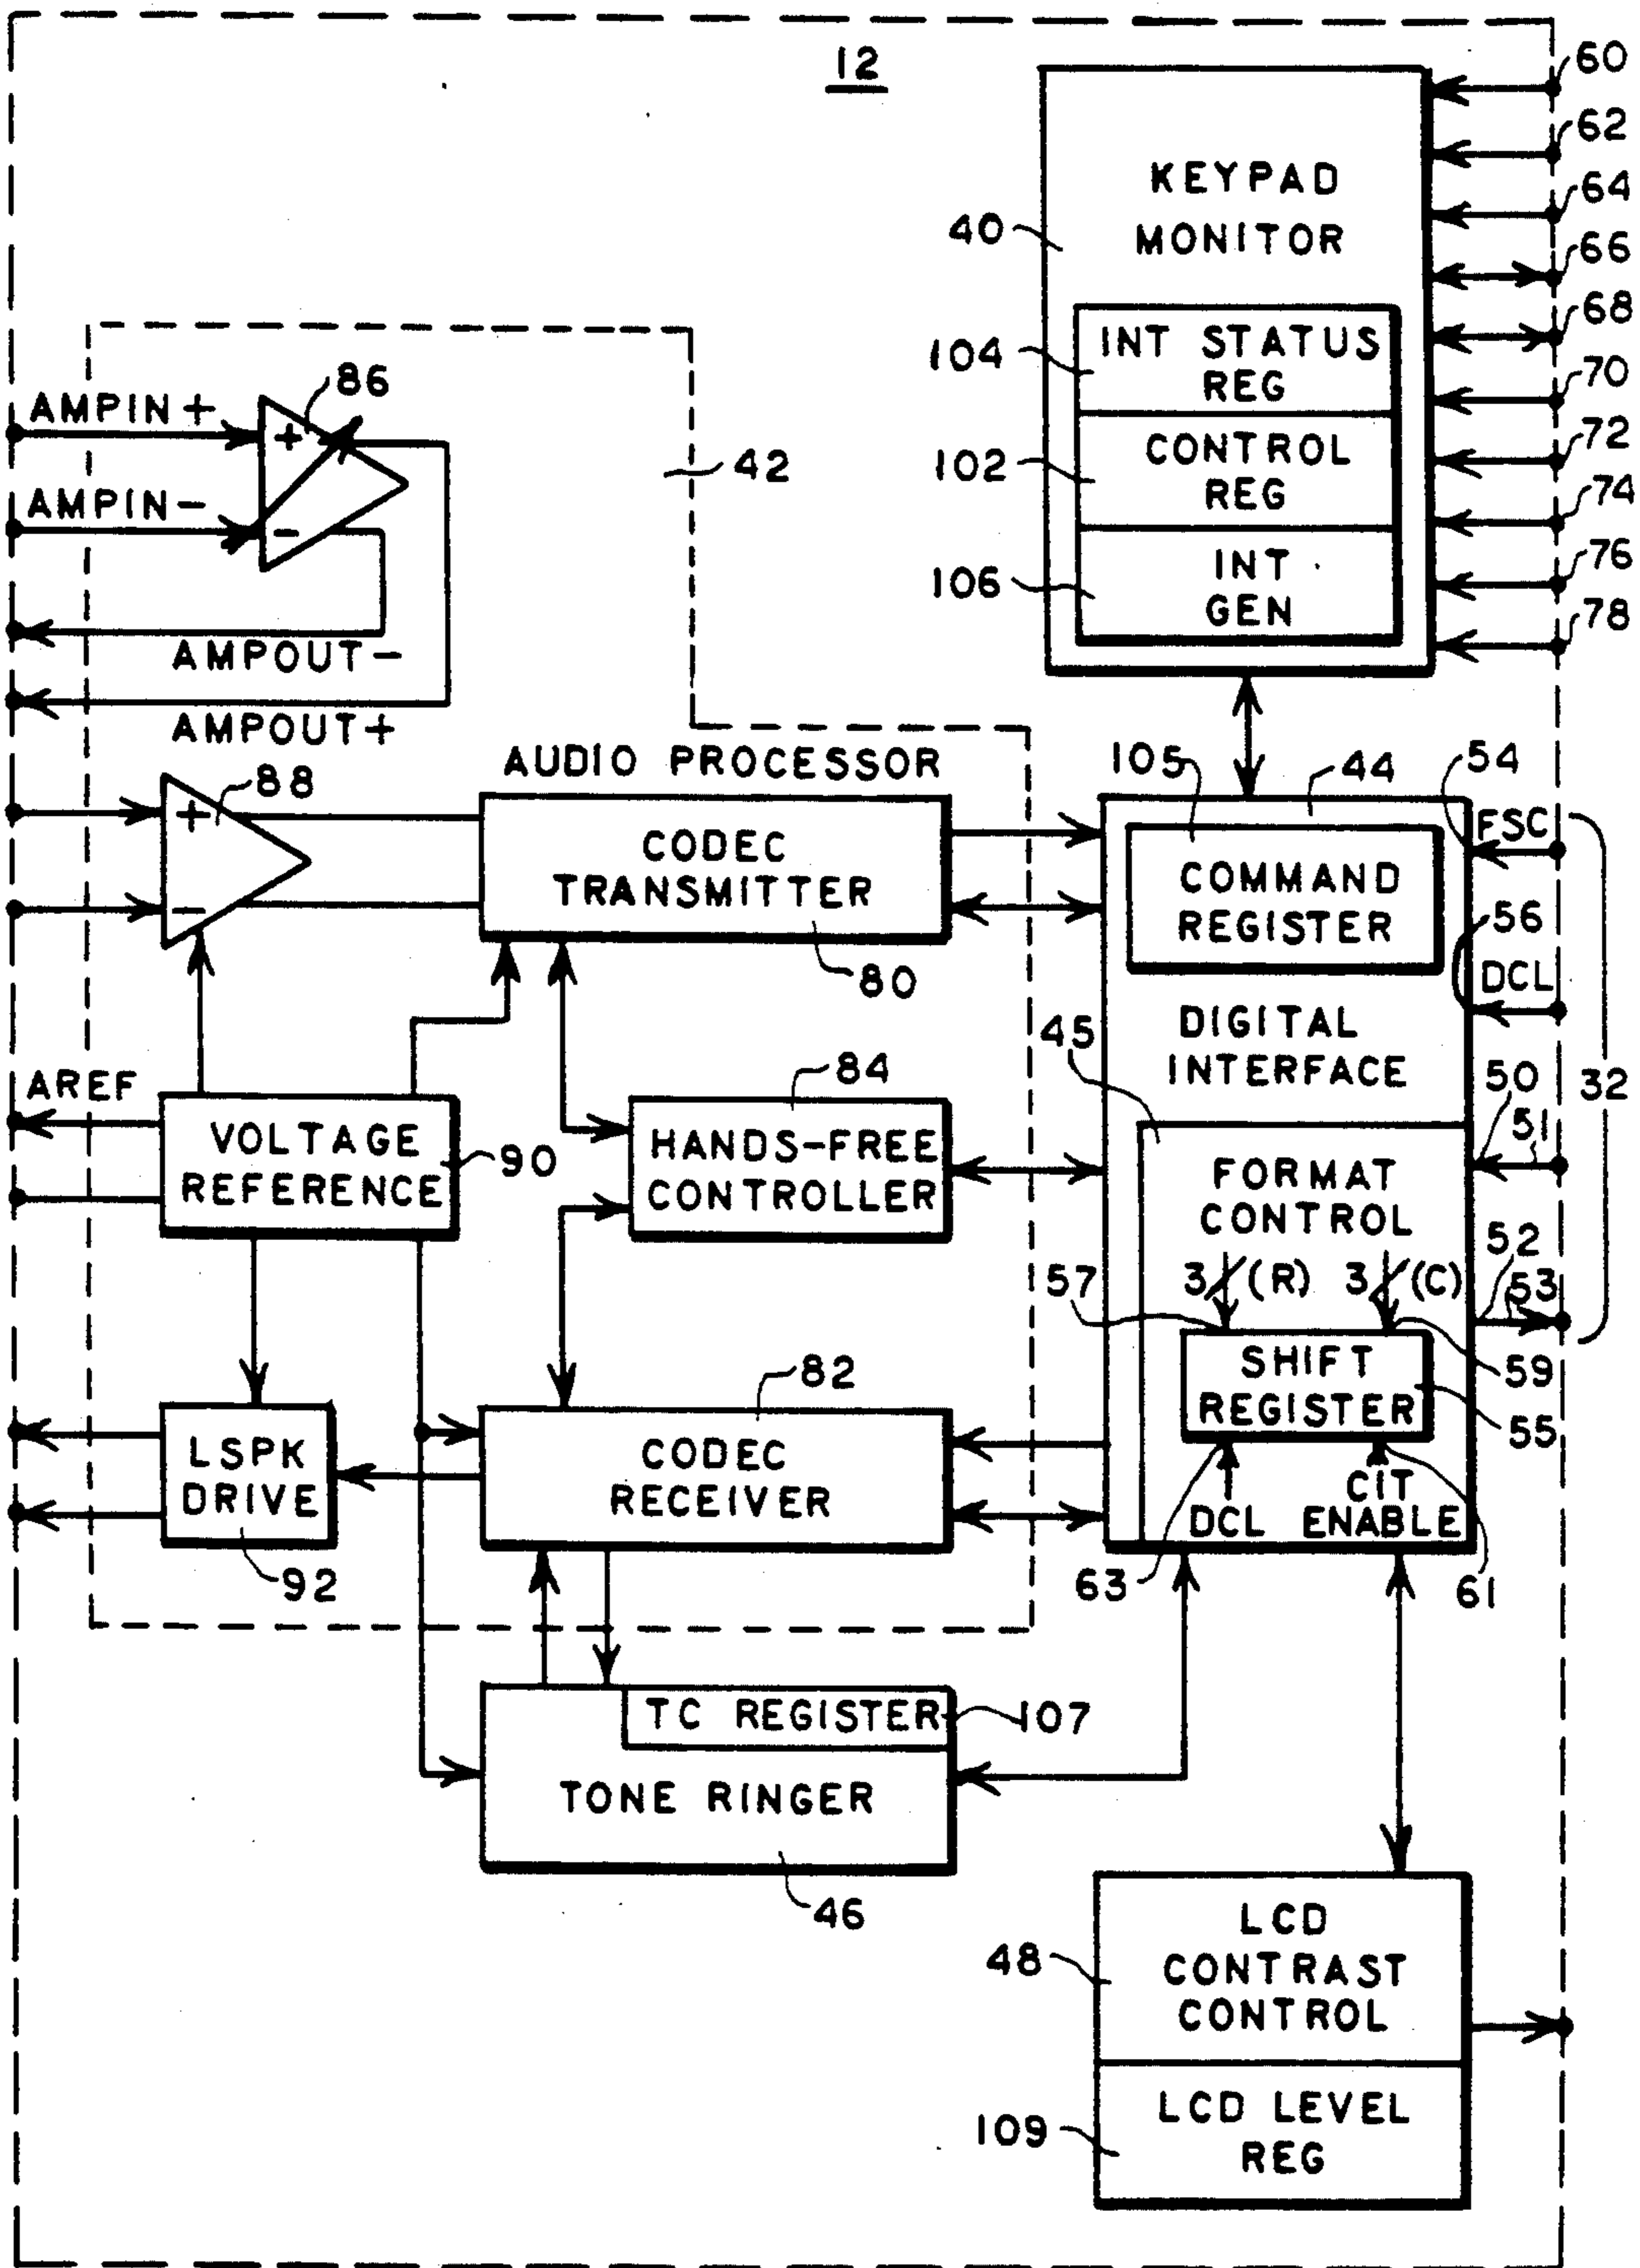 12
60
62
64
66
68
70
72
74
76
78
KEYPAD
MONITOR
40
104
INT STATUS
REG
102
CONTROL
REG
106
INT
GEN
AMPIN+
86
AMPIN-
42
AMPOUT-
AMPOUT+
AUDIO PROCESSOR
88
+
-
+
-
CODEC
TRANSMITTER
80
105
44
54
FSC
COMMAND
REGISTER
56
DCL
DIGITAL
INTERFACE
45
32
50
51
AREF
VOLTAGE
REFERENCE
90
84
HANDS-FREE
CONTROLLER
FORMAT
CONTROL
52
53
57
3 (R)
3 (C)
SHIFT
REGISTER
59
55
DCL
CIT
ENABLE
63
61
LSPK
DRIVE
92
82
CODEC
RECEIVER
TC REGISTER
107
TONE RINGER
46
48
LCD
CONTRAST
CONTROL
109
LCD LEVEL
REG